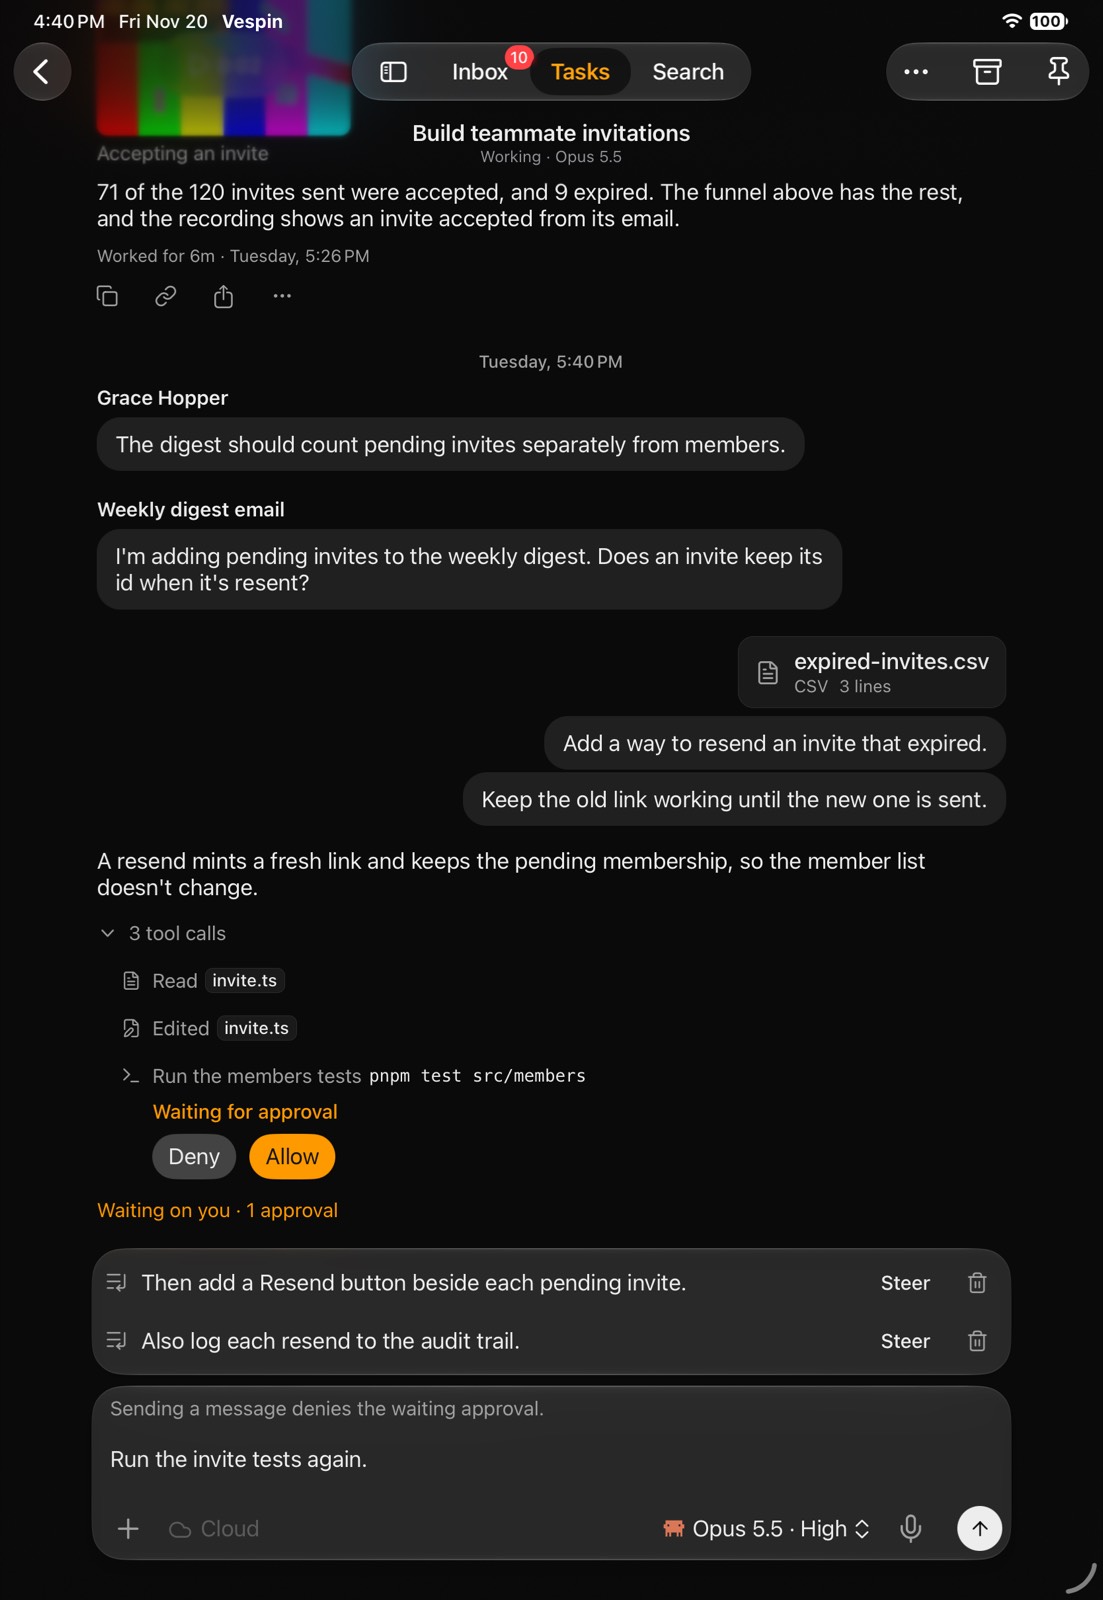 4:40 PM Fri Nov 20 Vespin
100
Inbox 10 Tasks Search
Build teammate invitations
Working · Opus 5.5
Accepting an invite
71 of the 120 invites sent were accepted, and 9 expired. The funnel above has the rest,
and the recording shows an invite accepted from its email.
Worked for 6m · Tuesday, 5:26 PM
Tuesday, 5:40 PM
Grace Hopper
The digest should count pending invites separately from members.
Weekly digest email
I'm adding pending invites to the weekly digest. Does an invite keep its
id when it's resent?
expired-invites.csv
CSV 3 lines
Add a way to resend an invite that expired.
Keep the old link working until the new one is sent.
A resend mints a fresh link and keeps the pending membership, so the member list
doesn't change.
3 tool calls
Read invite.ts
Edited invite.ts
Run the members tests pnpm test src/members
Waiting for approval
Deny Allow
Waiting on you · 1 approval
Then add a Resend button beside each pending invite. Steer
Also log each resend to the audit trail. Steer
Sending a message denies the waiting approval.
Run the invite tests again.
Cloud Opus 5.5 · High